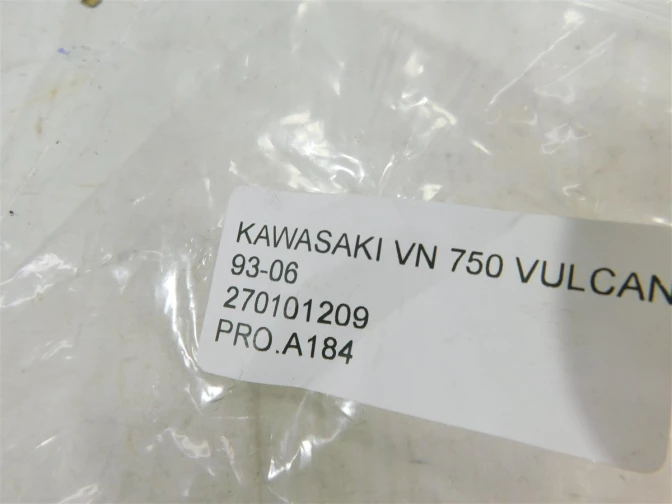 KAWASAKI VN 750 VULCAN
93-06
270101209
PRO.A184